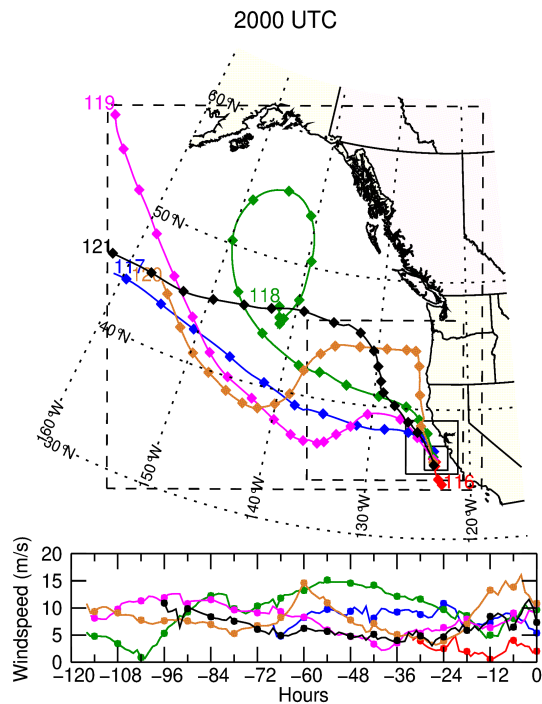 2000 UTC
119
60°N
50°N
121
117
120
118
40°N
160°W
30°N
150°W
140°W
130°W
120°W
116
Windspeed (m/s)
20
15
10
5
0
−120 −108 −96 −84 −72 −60 −48 −36 −24 −12 0
Hours